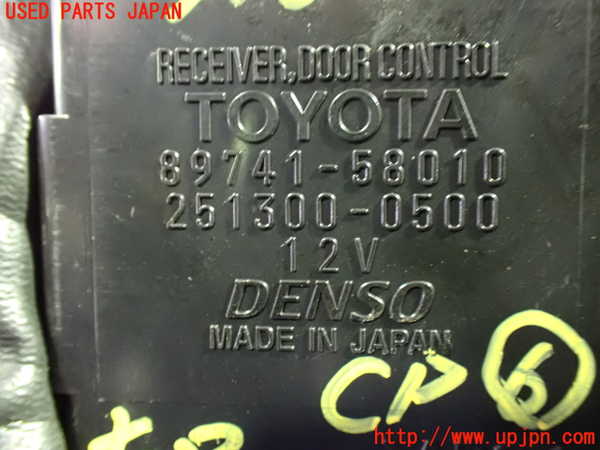 USED PARTS JAPAN
RECEIVER, DOOR CONTROL
TOYOTA
89741-58010
251300-0500
12V
DENSO
MADE IN JAPAN
CP 6
http://www.upjpn.com/